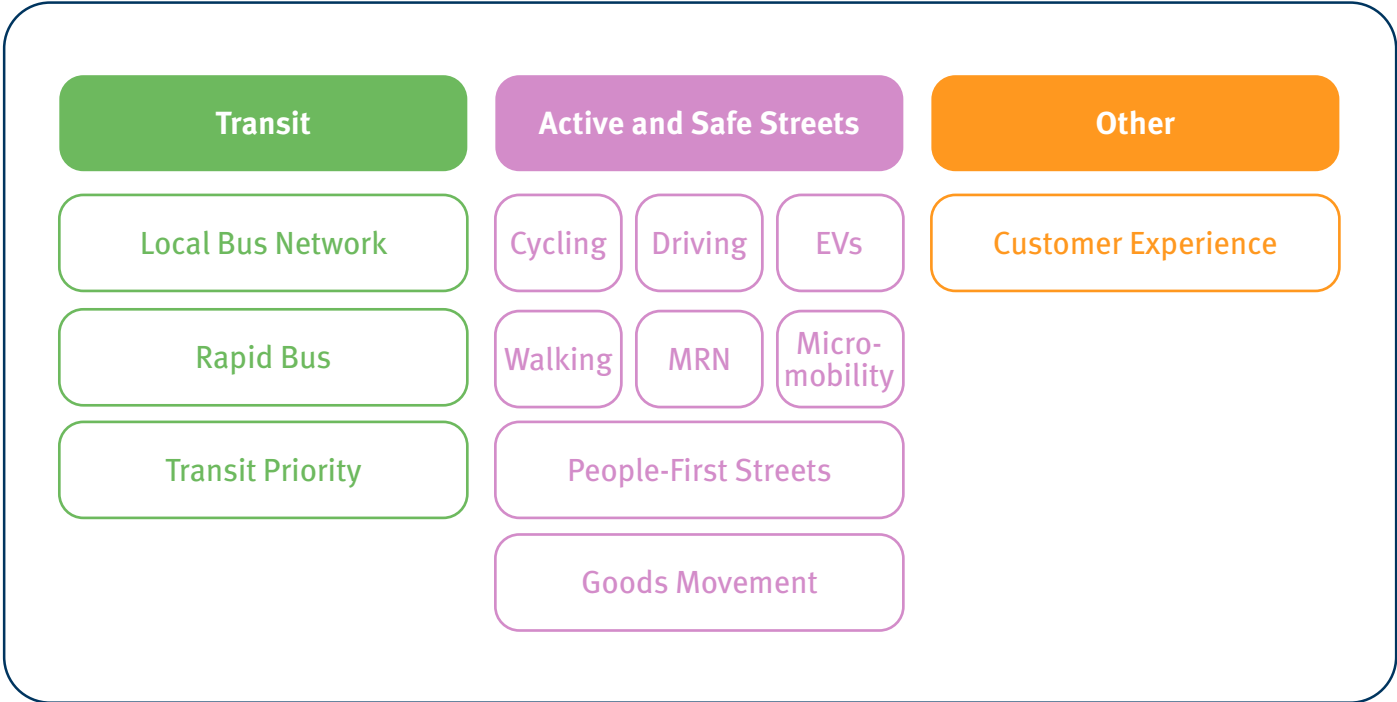 Transit
Local Bus Network
Rapid Bus
Transit Priority
Active and Safe Streets
Cycling
Driving
EVs
Walking
MRN
Micro-
mobility
People-First Streets
Goods Movement
Other
Customer Experience